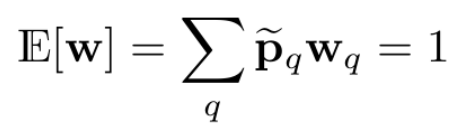 𝔼[𝐰] = ∑_q 𝐩̃_q 𝐰_q = 1